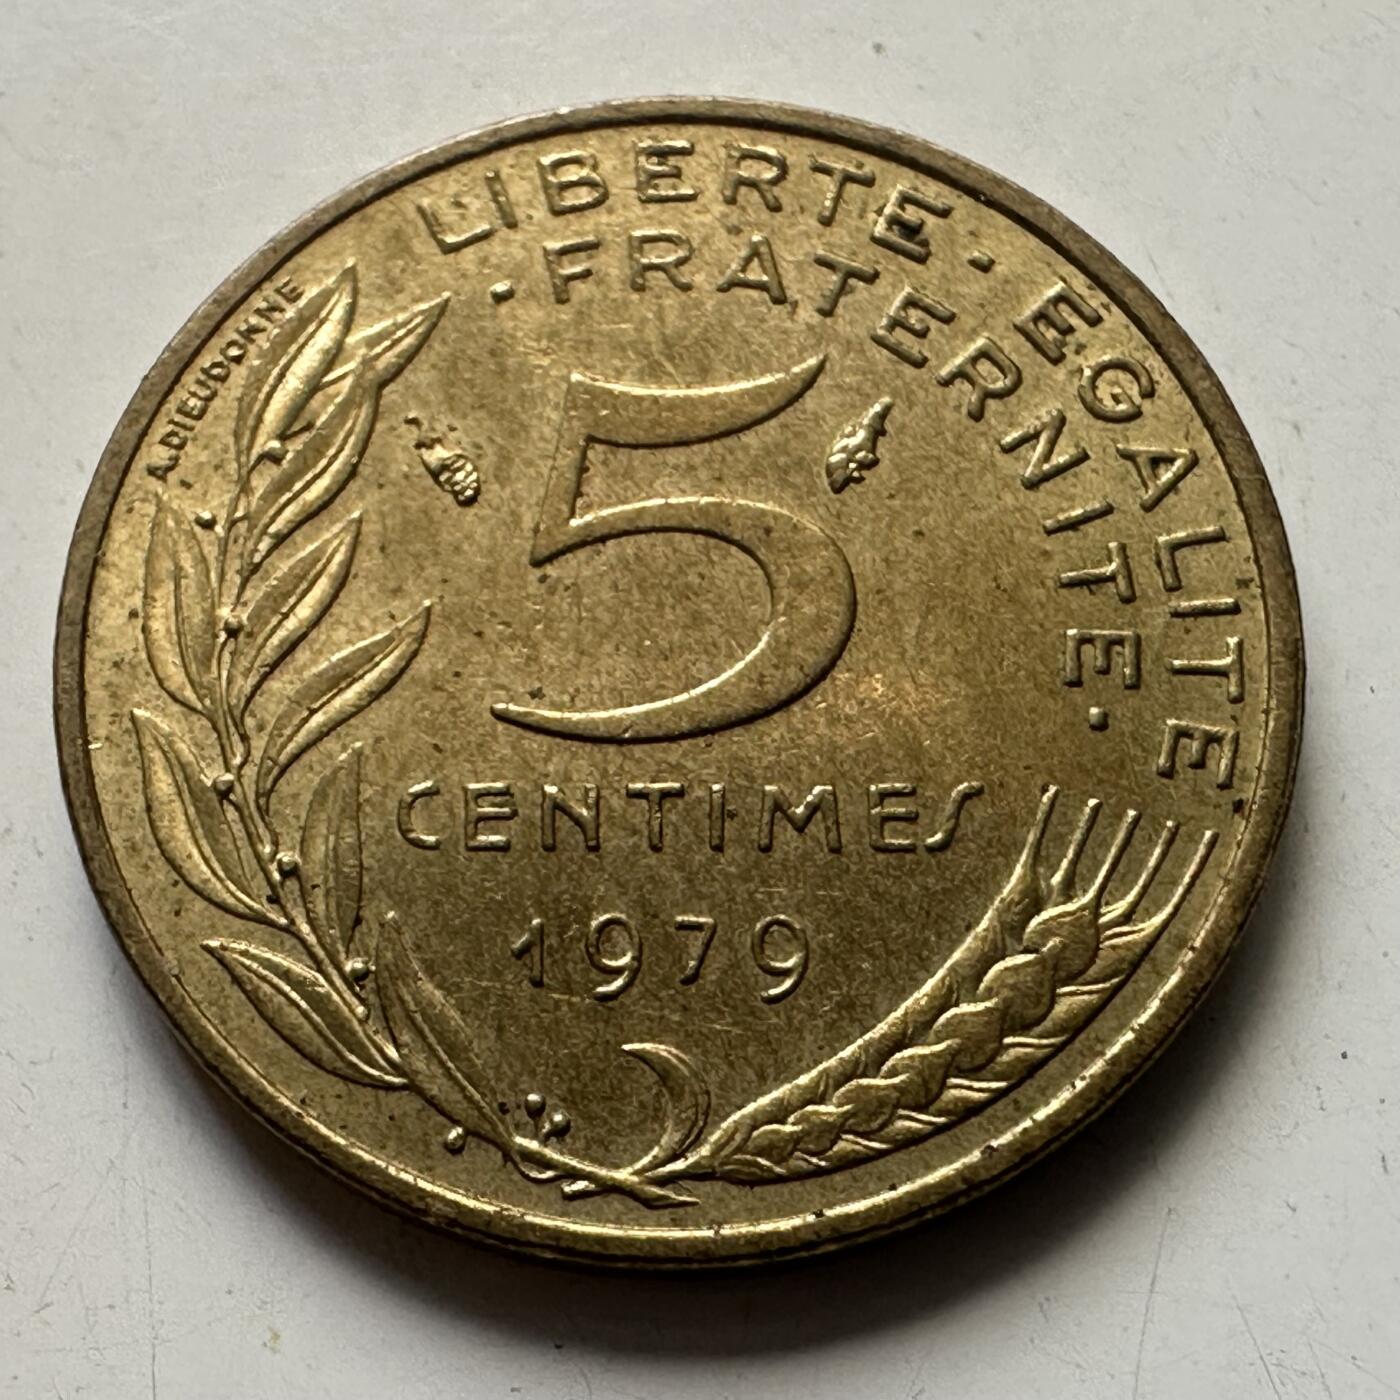 LIBERTE · EGALITE ·
· FRATERNITE ·
A.DIEUDONNE
5
CENTIMES
1979